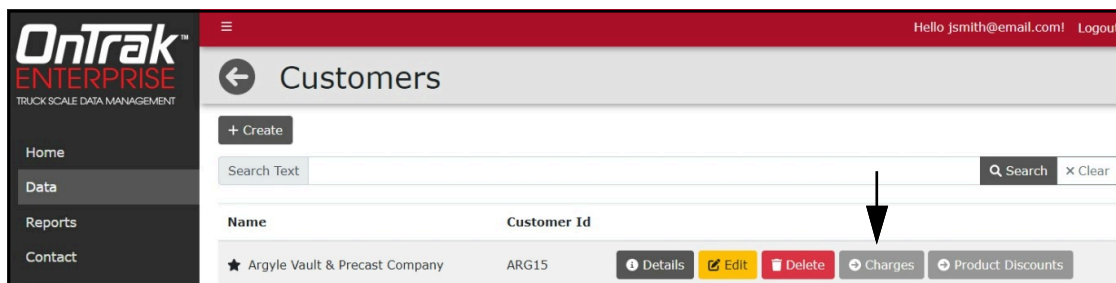 OnTrak™
ENTERPRISE
TRUCK SCALE DATA MANAGEMENT
Home
Data
Reports
Contact
Hello jsmith@email.com! Logout
Customers
+ Create
Search Text Search × Clear
Name Customer Id
Argyle Vault & Precast Company ARG15 Details Edit Delete Charges Product Discounts